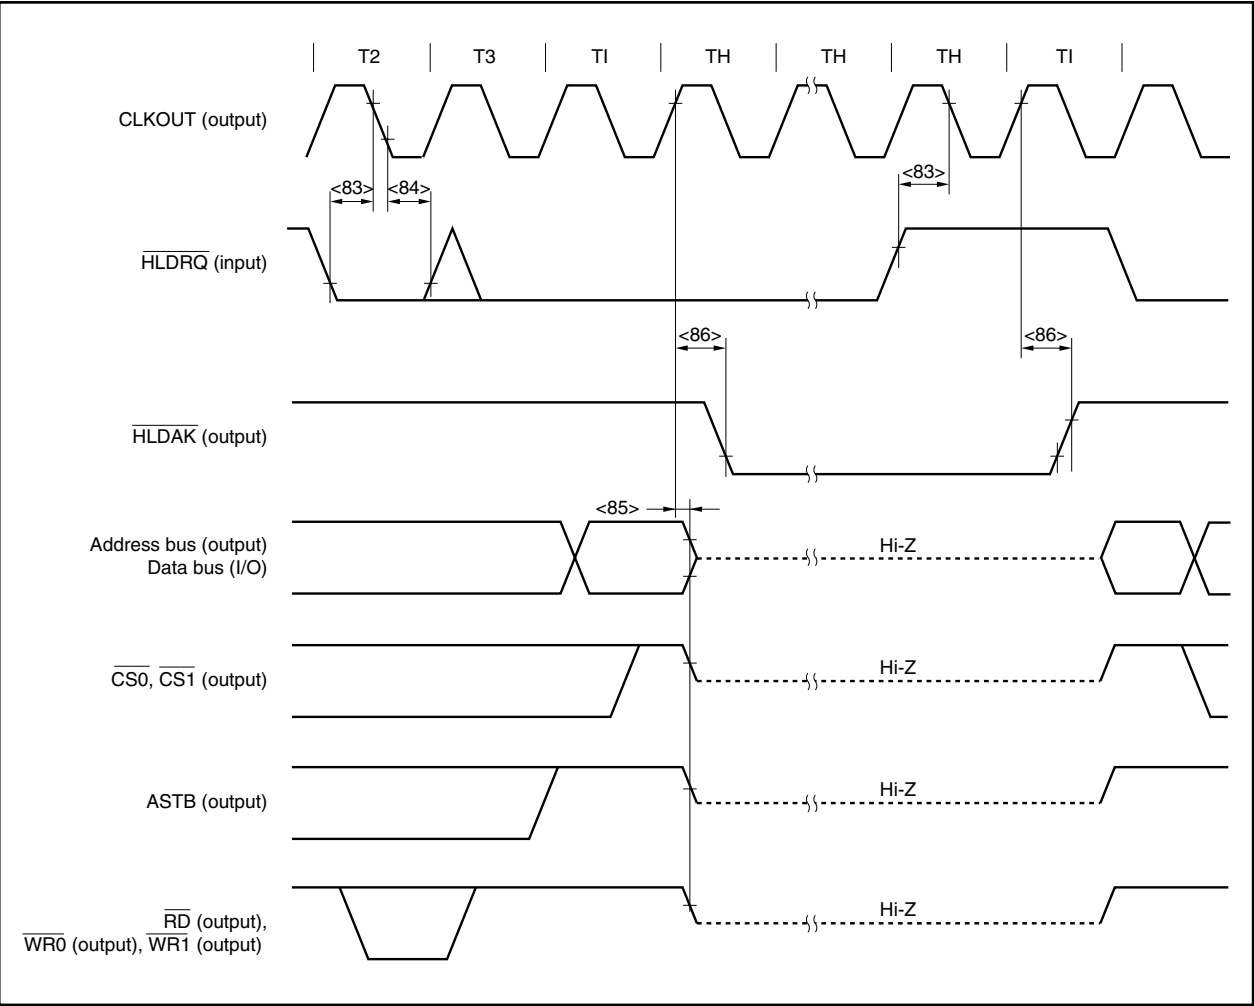 T2 T3 TI TH TH TH TI
CLKOUT (output)
<83> <84> <83>
HLDRQ (input)
<86> <86>
HLDAK (output)
<85>
Address bus (output)
Data bus (I/O)
Hi-Z
CS0, CS1 (output)
Hi-Z
ASTB (output)
Hi-Z
RD (output),
WR0 (output), WR1 (output)
Hi-Z